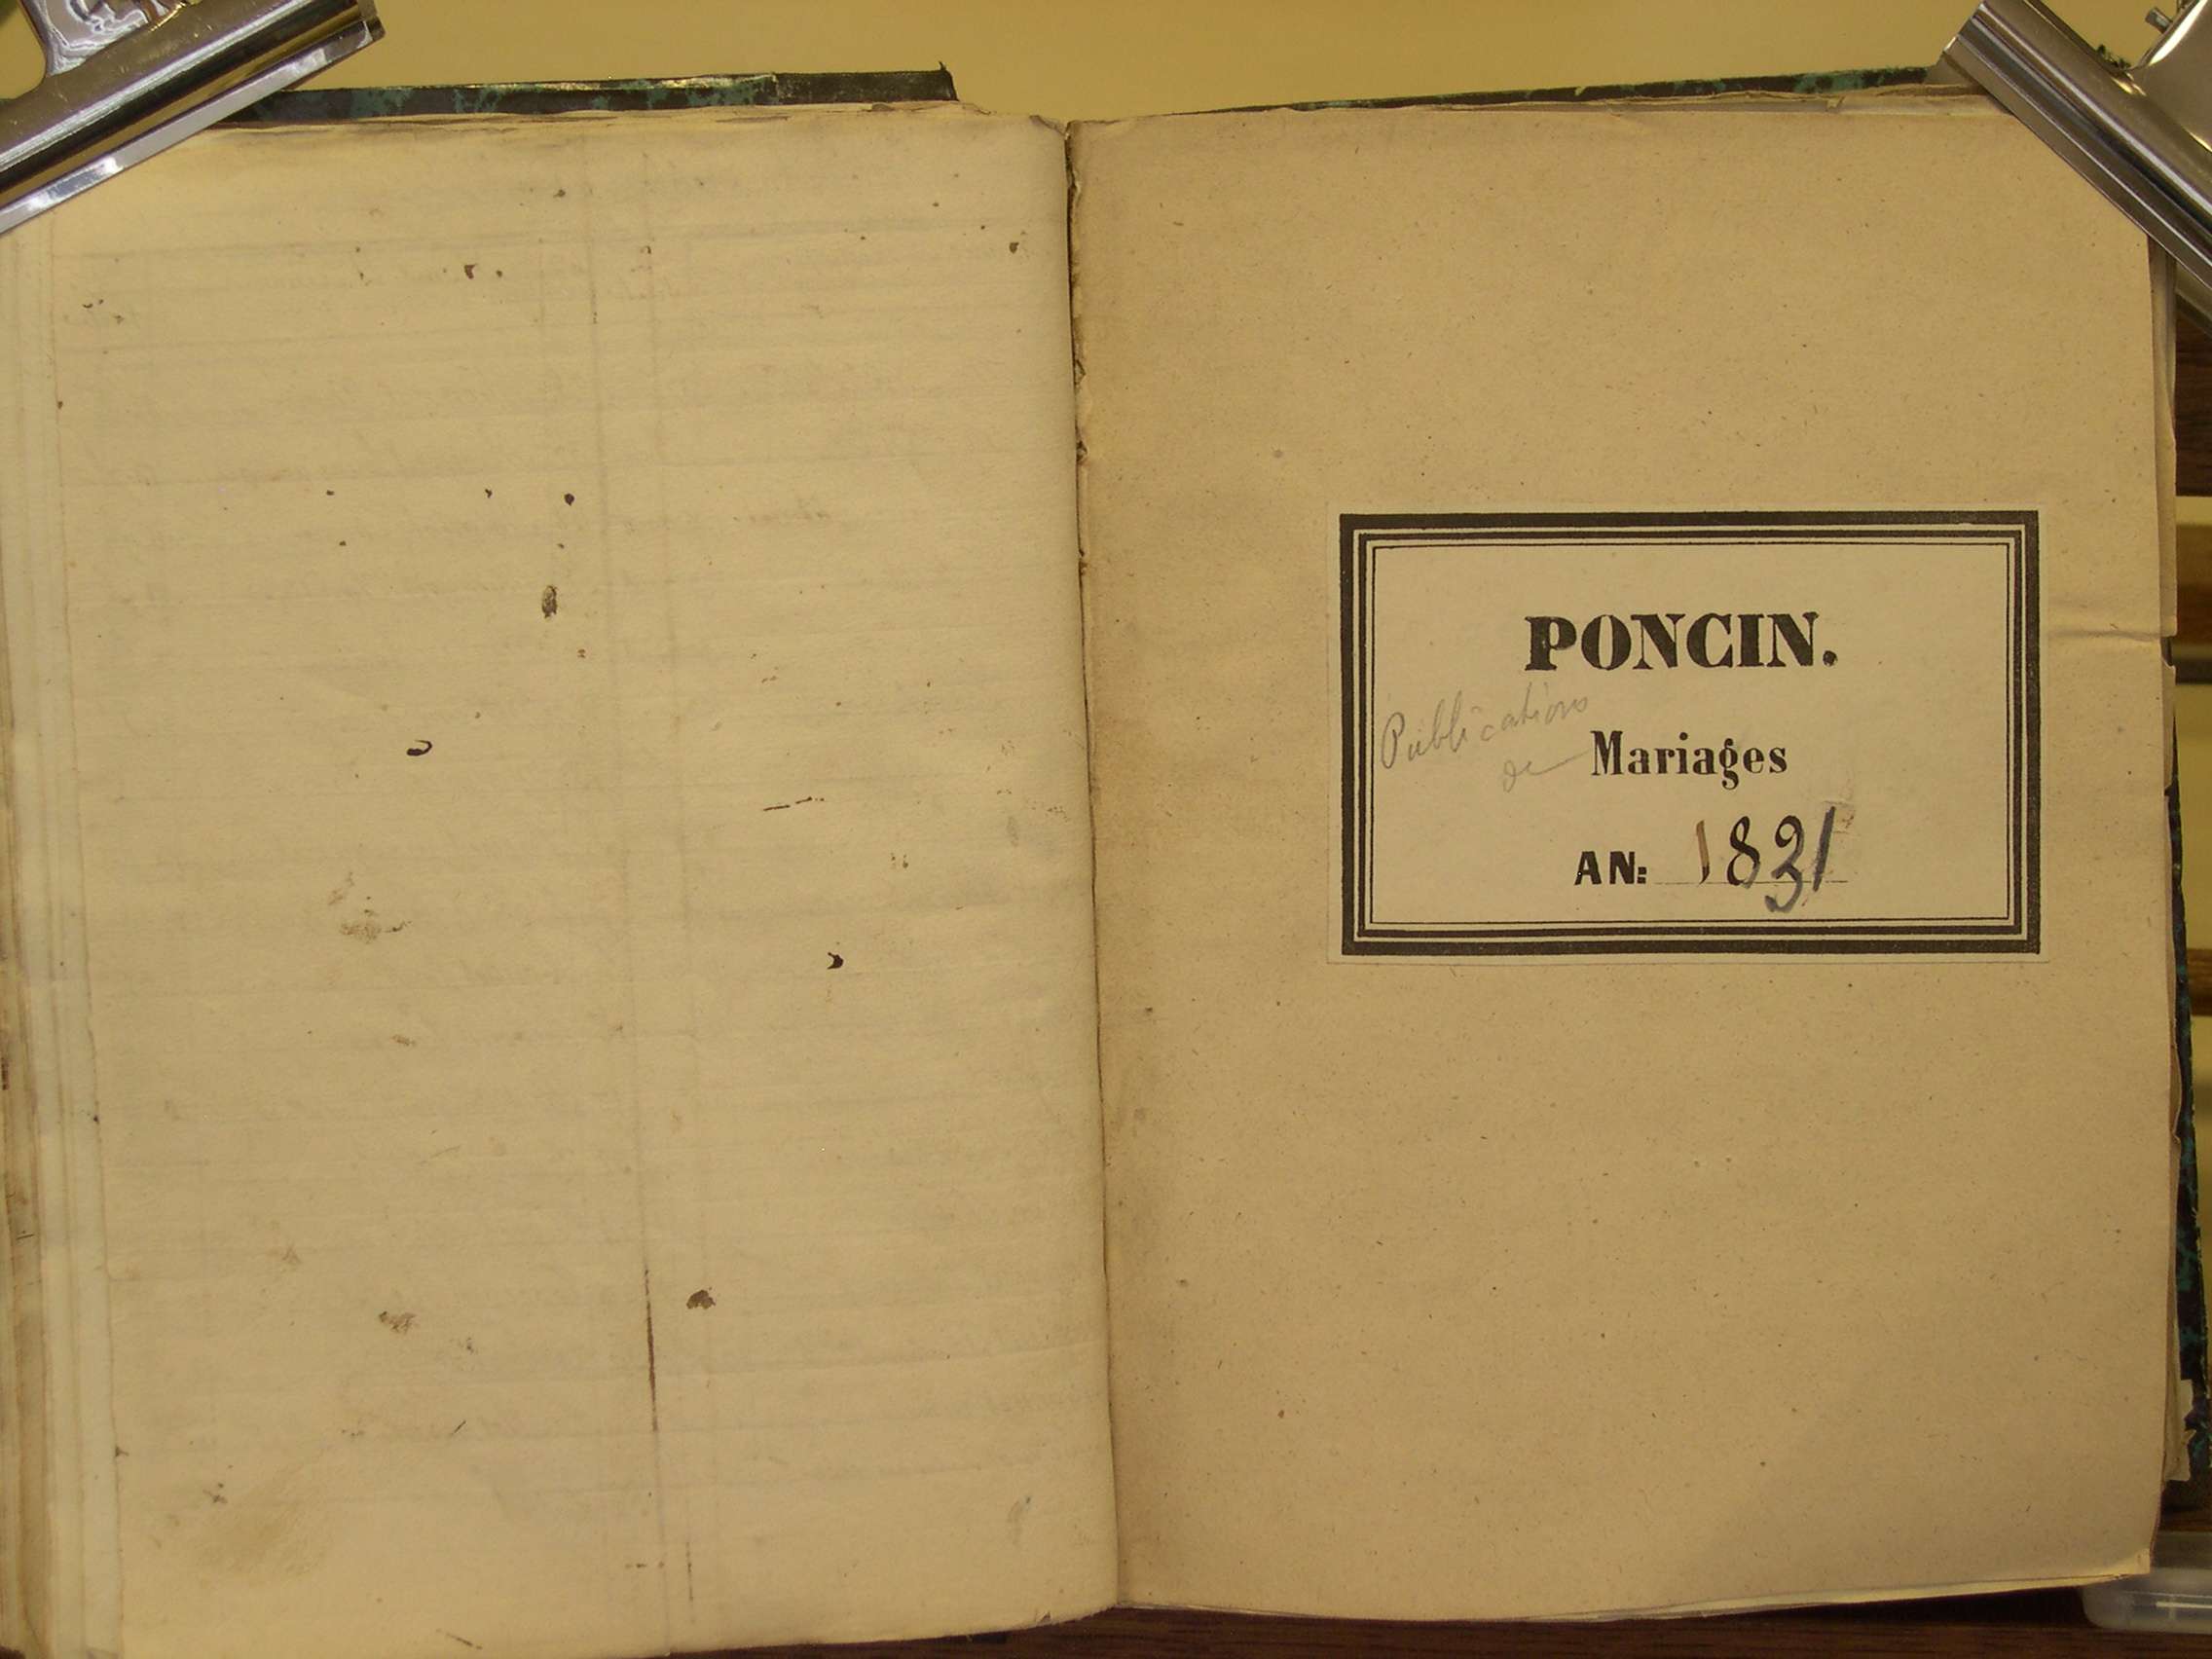 PONCIN.
Publications
de Mariages
AN: 1831